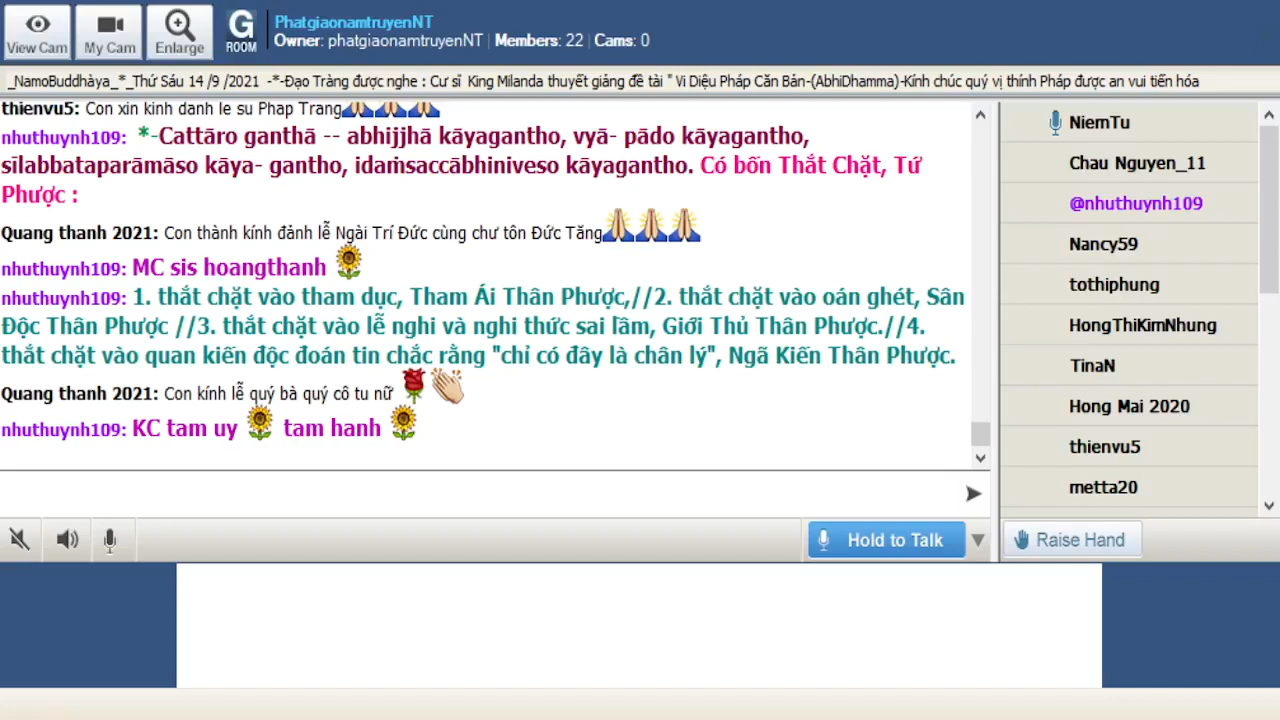 View Cam
My Cam
Enlarge
G
ROOM
PhatgiaonamtruyenNT
Owner: phatgiaonamtruyenNT | Members: 22 | Cams: 0
_NamoBuddhàya_*_Thứ Sáu 14 /9 /2021 -*-Đạo Tràng được nghe : Cư sĩ King Milanda thuyết giảng đề tài " Vi Diệu Pháp Căn Bản-(AbhiDhamma)-Kính chúc quý vị thính Pháp được an vui tiến hóa
thienvu5: Con xin kinh danh le su Phap Trang
nhuthuynh109: *-Cattāro ganthā -- abhijjhā kāyagantho, vyā- pādo kāyagantho,
sīlabbataparāmāso kāya- gantho, idaṁsaccābhiniveso kāyagantho. Có bốn Thắt Chặt, Tứ
Phược :
Quang thanh 2021: Con thành kính đảnh lễ Ngài Trí Đức cùng chư tôn Đức Tăng
nhuthuynh109: MC sis hoangthanh
nhuthuynh109: 1. thắt chặt vào tham dục, Tham Ái Thân Phược,//2. thắt chặt vào oán ghét, Sân
Độc Thân Phược //3. thắt chặt vào lễ nghi và nghi thức sai lầm, Giới Thủ Thân Phược.//4.
thắt chặt vào quan kiến độc đoán tin chắc rằng "chỉ có đây là chân lý", Ngã Kiến Thân Phược.
Quang thanh 2021: Con kính lễ quý bà quý cô tu nữ
nhuthuynh109: KC tam uy tam hanh
NiemTu
Chau Nguyen_11
@nhuthuynh109
Nancy59
tothiphung
HongThiKimNhung
TinaN
Hong Mai 2020
thienvu5
metta20
Hold to Talk
Raise Hand